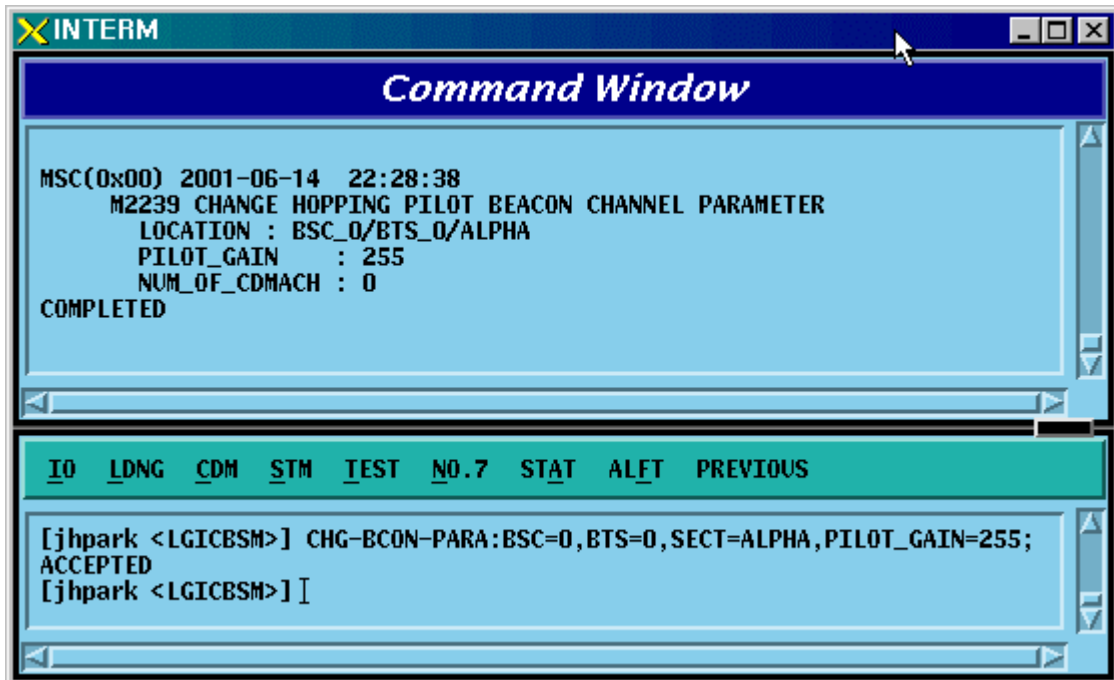 INTERM
Command Window
MSC(0x00) 2001-06-14 22:28:38
M2239 CHANGE HOPPING PILOT BEACON CHANNEL PARAMETER
LOCATION : BSC_0/BTS_0/ALPHA
PILOT_GAIN : 255
NUM_OF_CDMACH : 0
COMPLETED
IO LDNG CDM STM TEST NO.7 STAT ALFT PREVIOUS
[jhpark <LGICBSM>] CHG-BCON-PARA:BSC=0,BTS=0,SECT=ALPHA,PILOT_GAIN=255;
ACCEPTED
[jhpark <LGICBSM>]